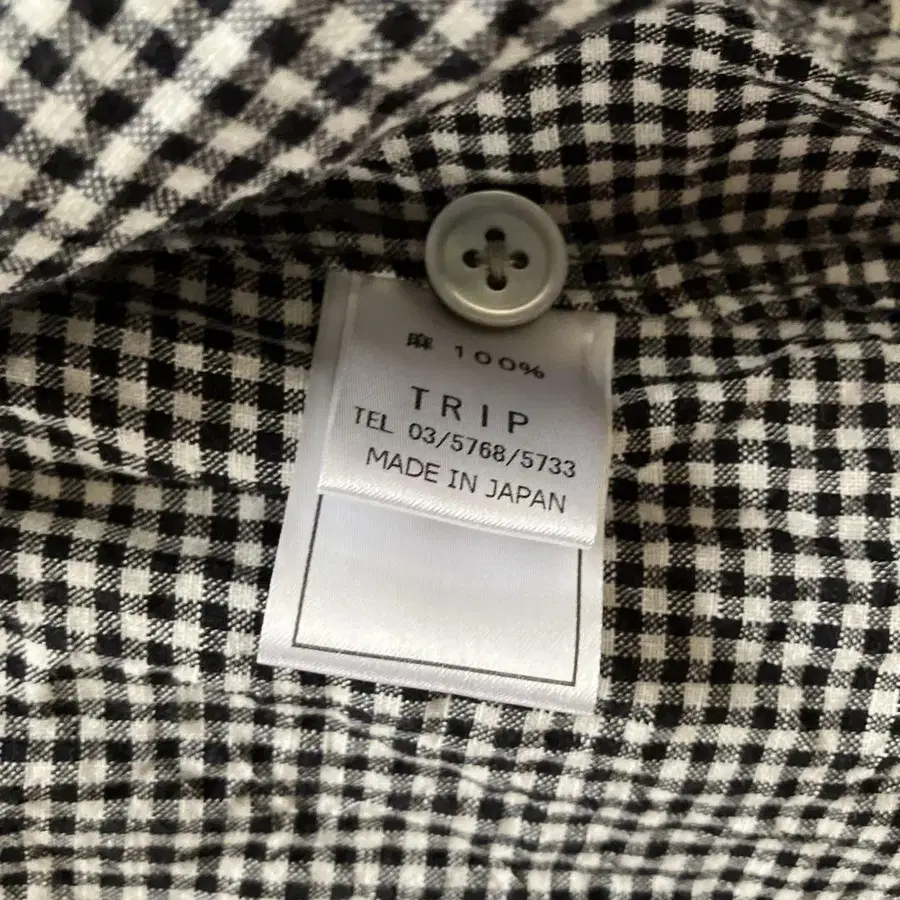 麻 100%
TRIP
TEL 03/5768/5733
MADE IN JAPAN